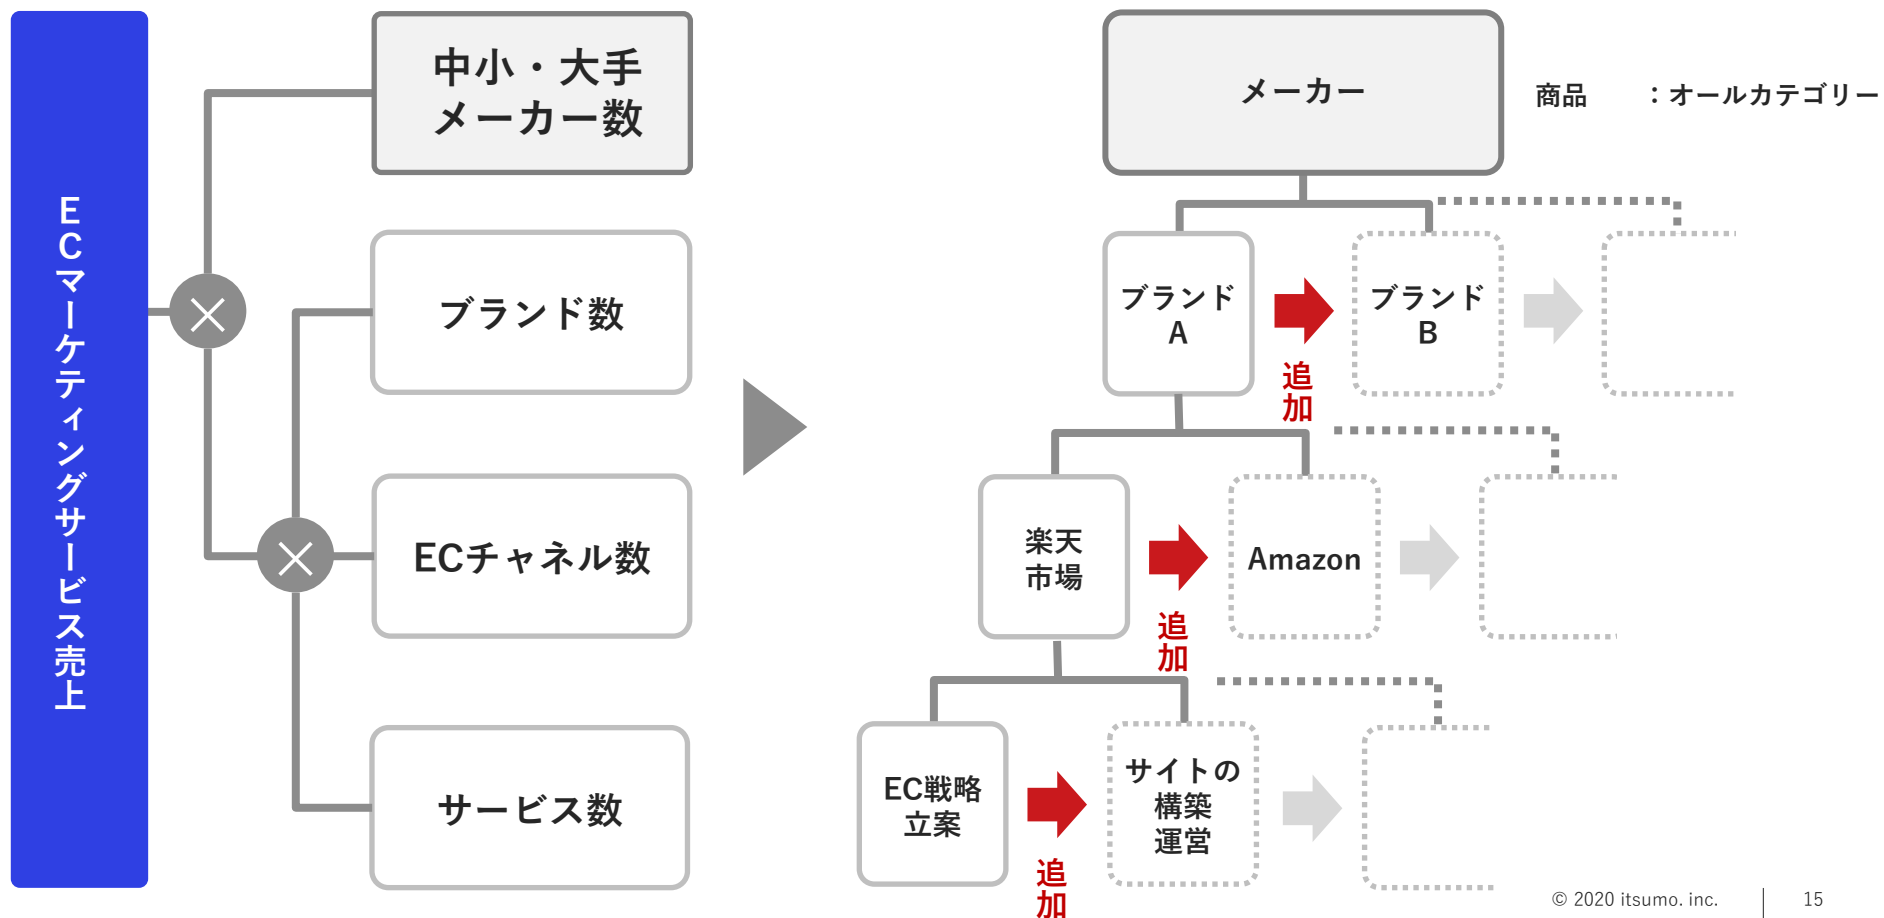 ECマーケティングサービス売上
中小・大手
メーカー数
ブランド数
ECチャネル数
サービス数
メーカー
商品　　：オールカテゴリー
ブランド
A
追加
ブランド
B
楽天
市場
追加
Amazon
EC戦略
立案
追加
サイトの
構築
運営
© 2020 itsumo. inc.
15